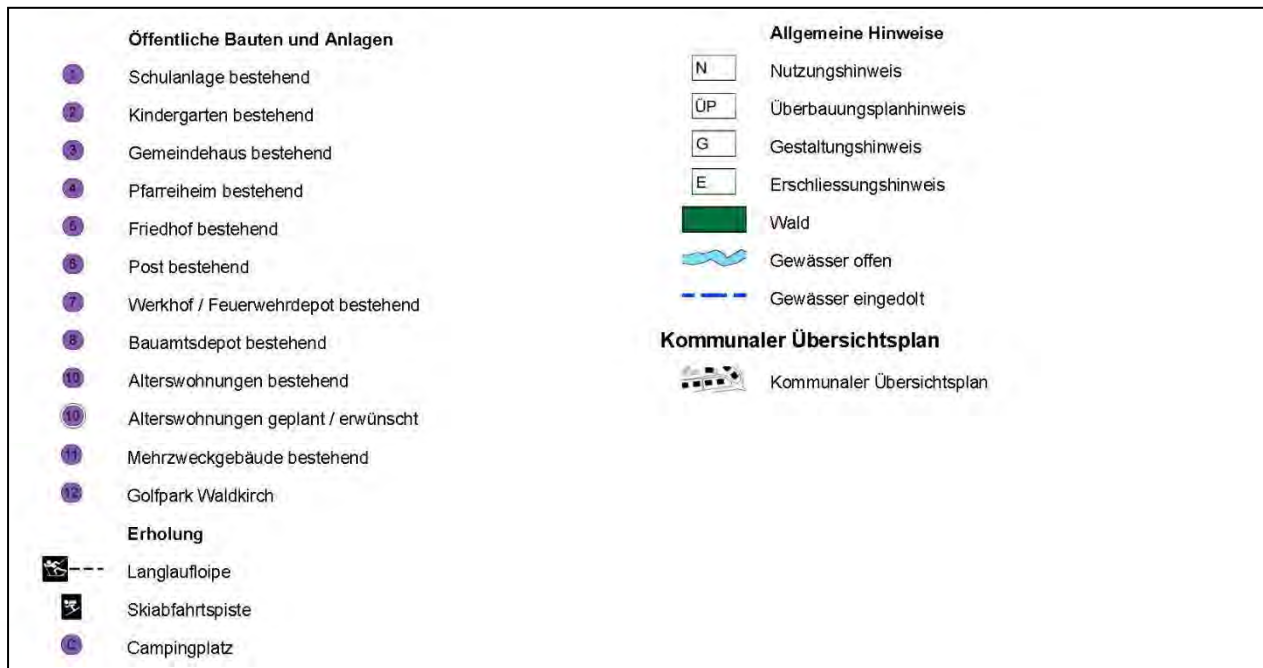 Öffentliche Bauten und Anlagen
1 Schulanlage bestehend
2 Kindergarten bestehend
3 Gemeindehaus bestehend
4 Pfarreiheim bestehend
5 Friedhof bestehend
6 Post bestehend
7 Werkhof / Feuerwehrdepot bestehend
8 Bauamtsdepot bestehend
10 Alterswohnungen bestehend
10 Alterswohnungen geplant / erwünscht
11 Mehrzweckgebäude bestehend
12 Golfpark Waldkirch
Erholung
Langlaufloipe
Skiabfahrtspiste
C Campingplatz
Allgemeine Hinweise
N Nutzungshinweis
ÜP Überbauungsplanhinweis
G Gestaltungshinweis
E Erschliessungshinweis
Wald
Gewässer offen
Gewässer eingedolt
Kommunaler Übersichtsplan
Kommunaler Übersichtsplan